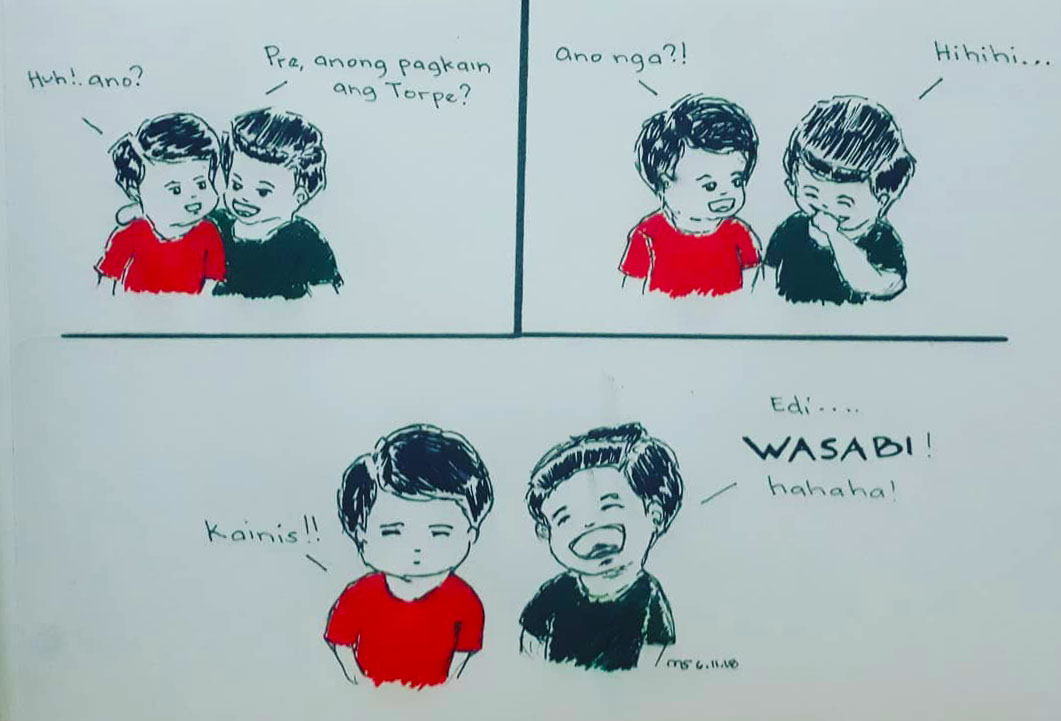 Pre, anong pagkain
ang Torpe?
Huh!. ano?
Ano nga?!
Hihihi...
Edi....
WASABI!
hahaha!
Kainis!!
ms 6.11.18